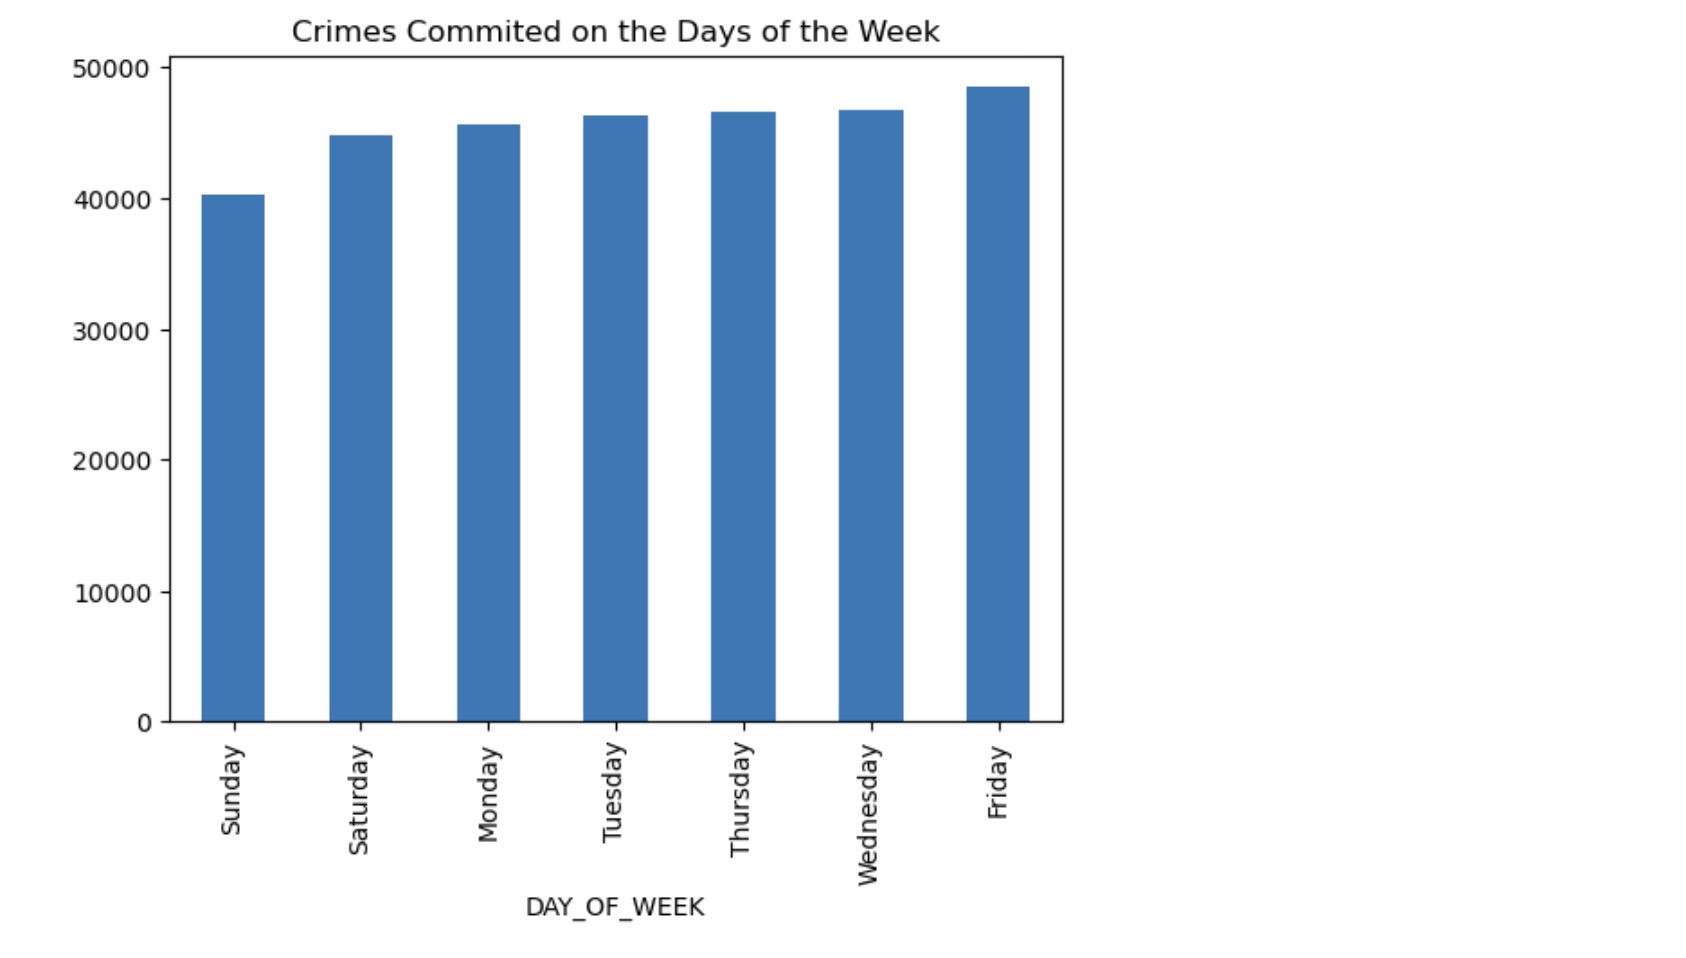 Crimes Commited on the Days of the Week
50000
40000
30000
20000
10000
0
Sunday
Saturday
Monday
Tuesday
Thursday
Wednesday
Friday
DAY_OF_WEEK